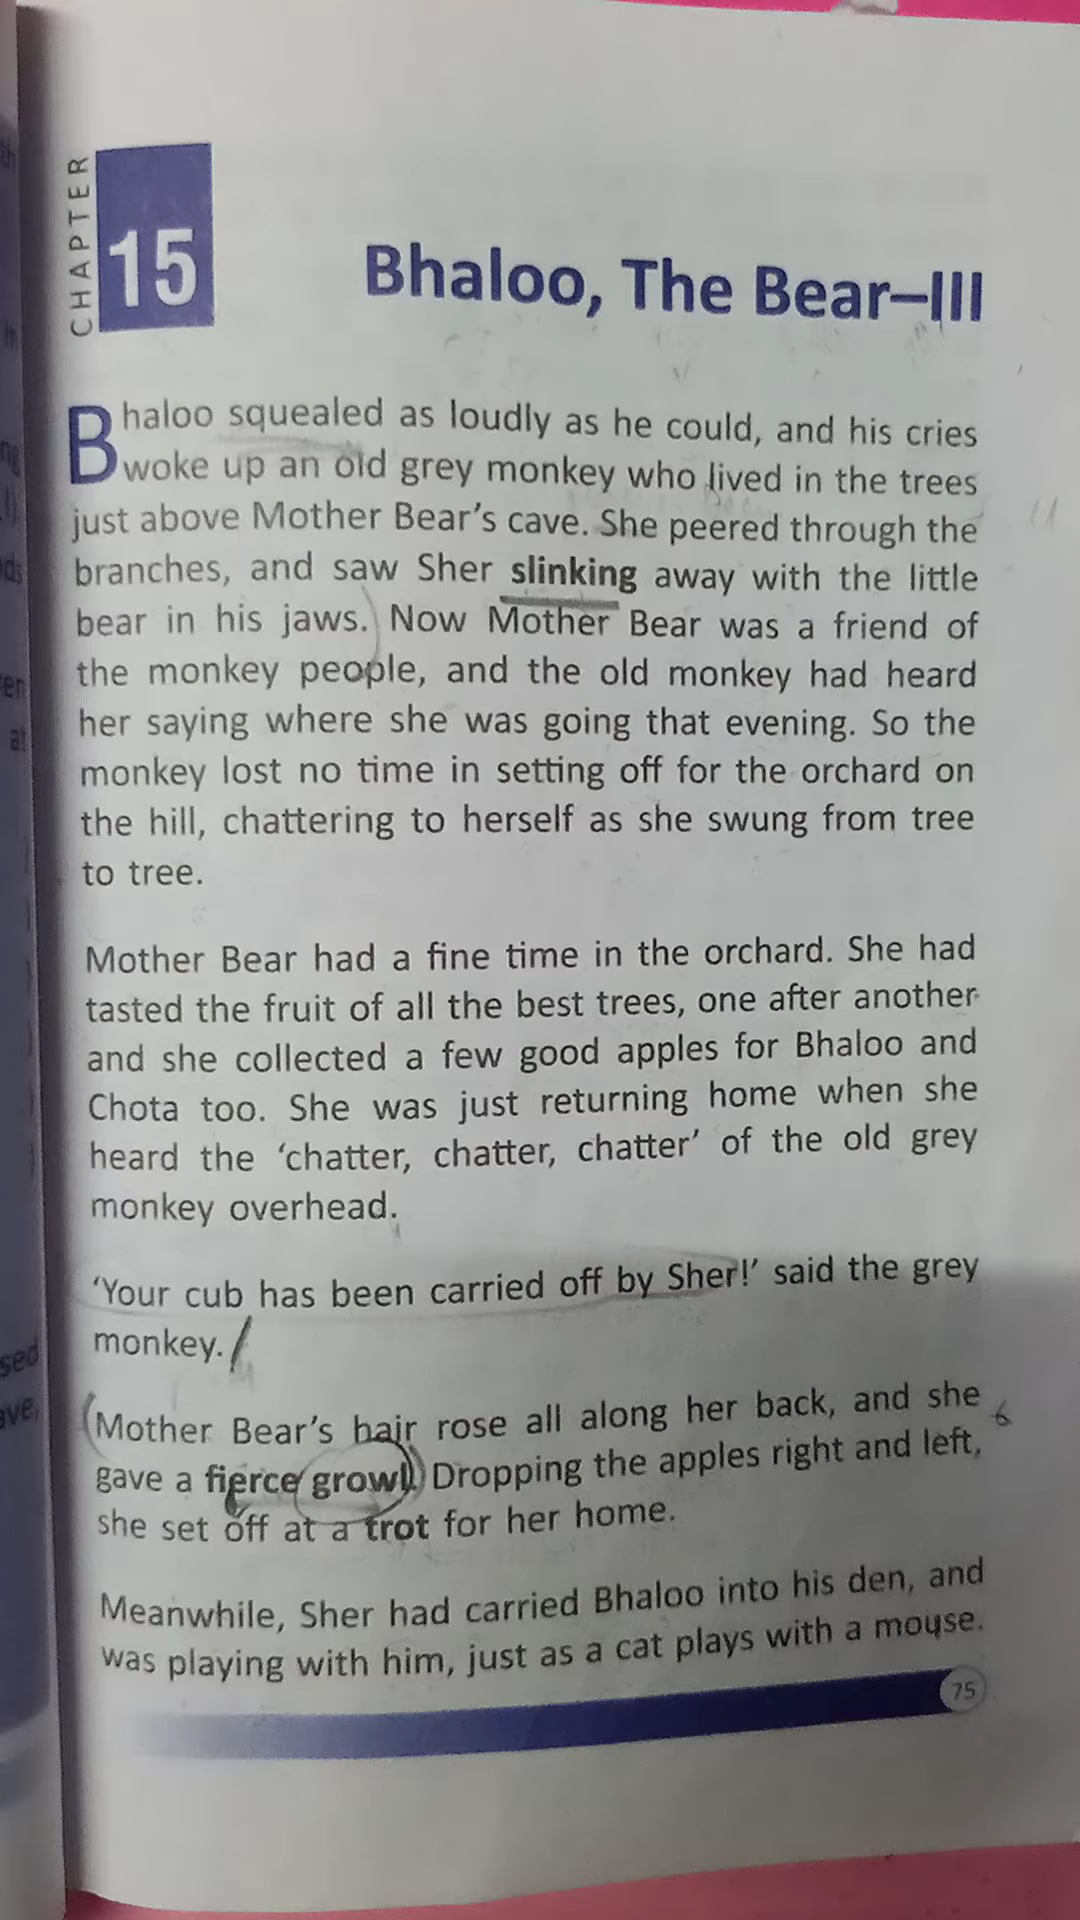 CHAPTER
15
Bhaloo, The Bear–III
Bhaloo squealed as loudly as he could, and his cries
woke up an old grey monkey who lived in the trees
just above Mother Bear's cave. She peered through the
branches, and saw Sher slinking away with the little
bear in his jaws. Now Mother Bear was a friend of
the monkey people, and the old monkey had heard
her saying where she was going that evening. So the
monkey lost no time in setting off for the orchard on
the hill, chattering to herself as she swung from tree
to tree.
Mother Bear had a fine time in the orchard. She had
tasted the fruit of all the best trees, one after another
and she collected a few good apples for Bhaloo and
Chota too. She was just returning home when she
heard the 'chatter, chatter, chatter' of the old grey
monkey overhead.
'Your cub has been carried off by Sher!' said the grey
monkey.
Mother Bear's hair rose all along her back, and she
gave a fierce growl. Dropping the apples right and left,
she set off at a trot for her home.
Meanwhile, Sher had carried Bhaloo into his den, and
was playing with him, just as a cat plays with a mouse.
75